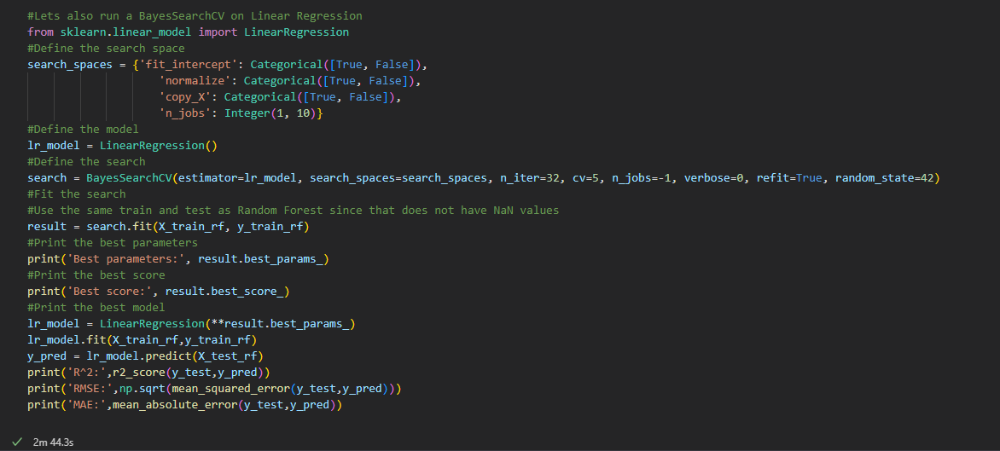 #Lets also run a BayesSearchCV on Linear Regression
from sklearn.linear_model import LinearRegression
#Define the search space
search_spaces = {'fit_intercept': Categorical([True, False]),
                    'normalize': Categorical([True, False]),
                    'copy_X': Categorical([True, False]),
                    'n_jobs': Integer(1, 10)}
#Define the model
lr_model = LinearRegression()
#Define the search
search = BayesSearchCV(estimator=lr_model, search_spaces=search_spaces, n_iter=32, cv=5, n_jobs=-1, verbose=0, refit=True, random_state=42)
#Fit the search
#Use the same train and test as Random Forest since that does not have NaN values
result = search.fit(X_train_rf, y_train_rf)
#Print the best parameters
print('Best parameters:', result.best_params_)
#Print the best score
print('Best score:', result.best_score_)
#Print the best model
lr_model = LinearRegression(**result.best_params_)
lr_model.fit(X_train_rf,y_train_rf)
y_pred = lr_model.predict(X_test_rf)
print('R^2:',r2_score(y_test,y_pred))
print('RMSE:',np.sqrt(mean_squared_error(y_test,y_pred)))
print('MAE:',mean_absolute_error(y_test,y_pred))
2m 44.3s